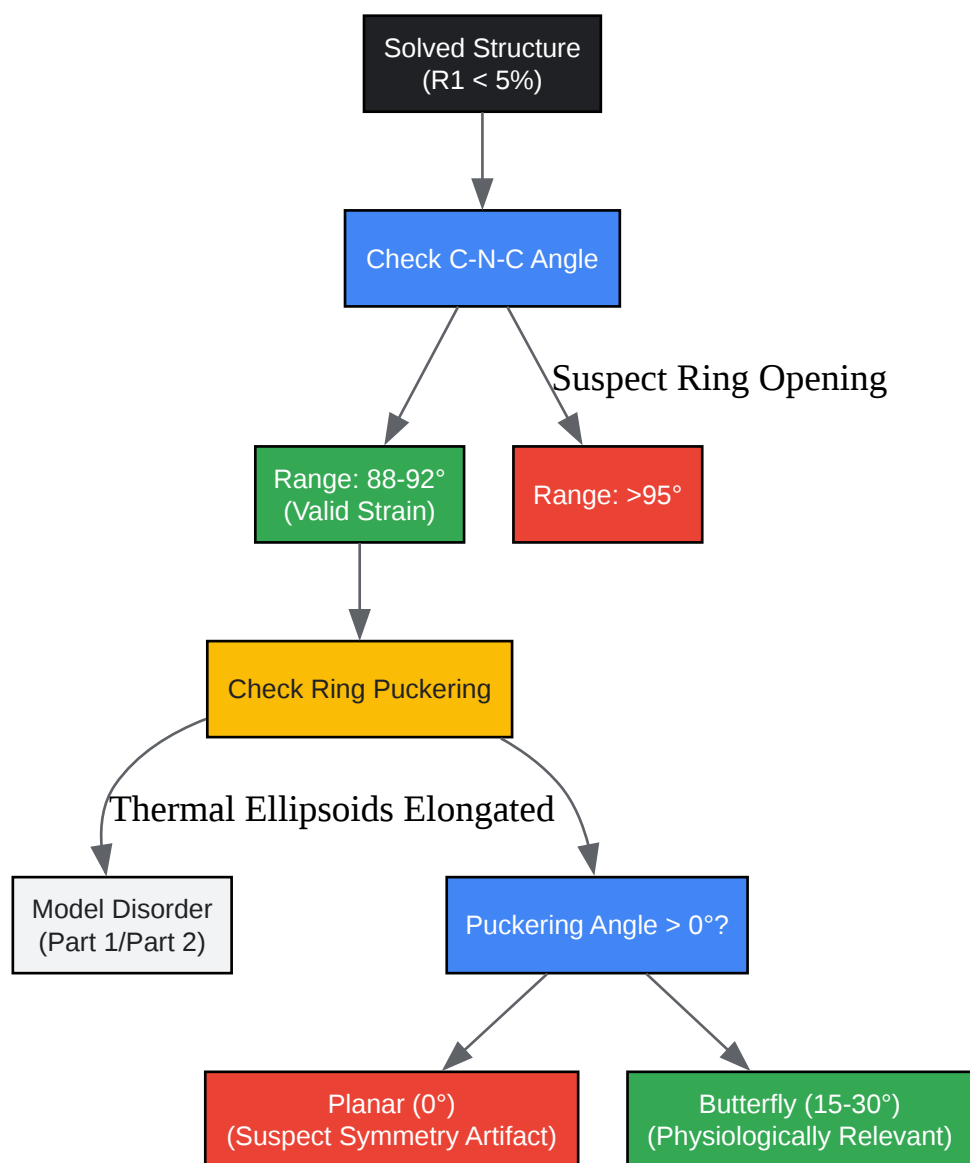 Solved Structure
(R1 < 5%)
Check C-N-C Angle
Suspect Ring Opening
Range: 88-92°
(Valid Strain)
Range: >95°
Check Ring Puckering
Thermal Ellipsoids Elongated
Model Disorder
(Part 1/Part 2)
Puckering Angle > 0°?
Planar (0°)
(Suspect Symmetry Artifact)
Butterfly (15-30°)
(Physiologically Relevant)